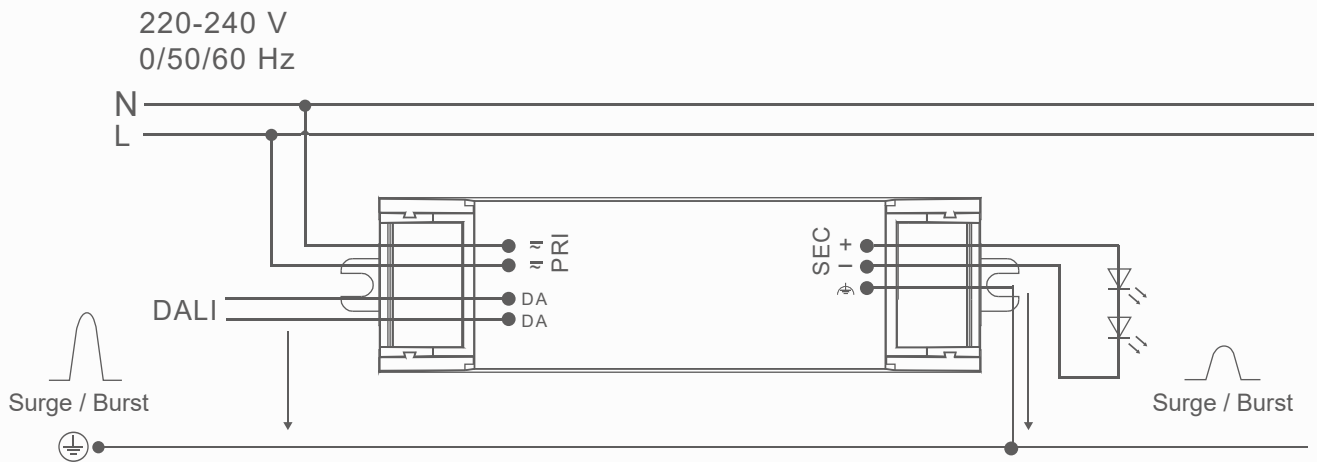 220-240 V
0/50/60 Hz
N
L
PRI
SEC
+
−
DALI
DA
DA
Surge / Burst
Surge / Burst